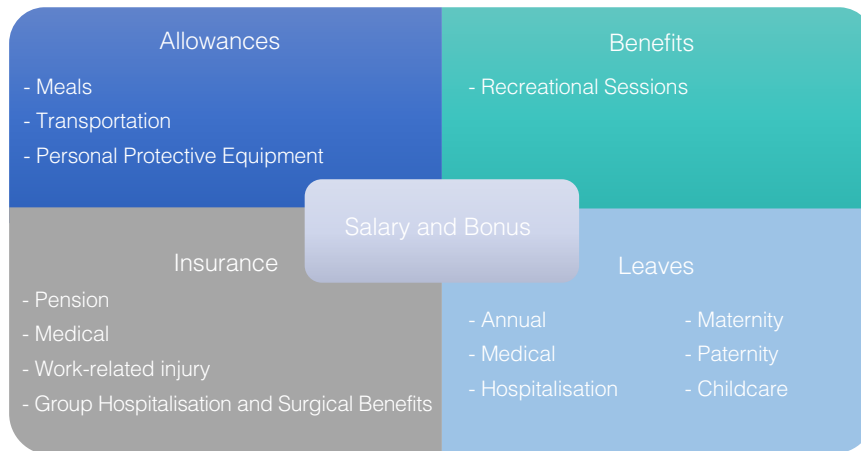 Allowances
- Meals
- Transportation
- Personal Protective Equipment
Benefits
- Recreational Sessions
Salary and Bonus
Insurance
- Pension
- Medical
- Work-related injury
- Group Hospitalisation and Surgical Benefits
Leaves
- Annual
- Medical
- Hospitalisation
- Maternity
- Paternity
- Childcare